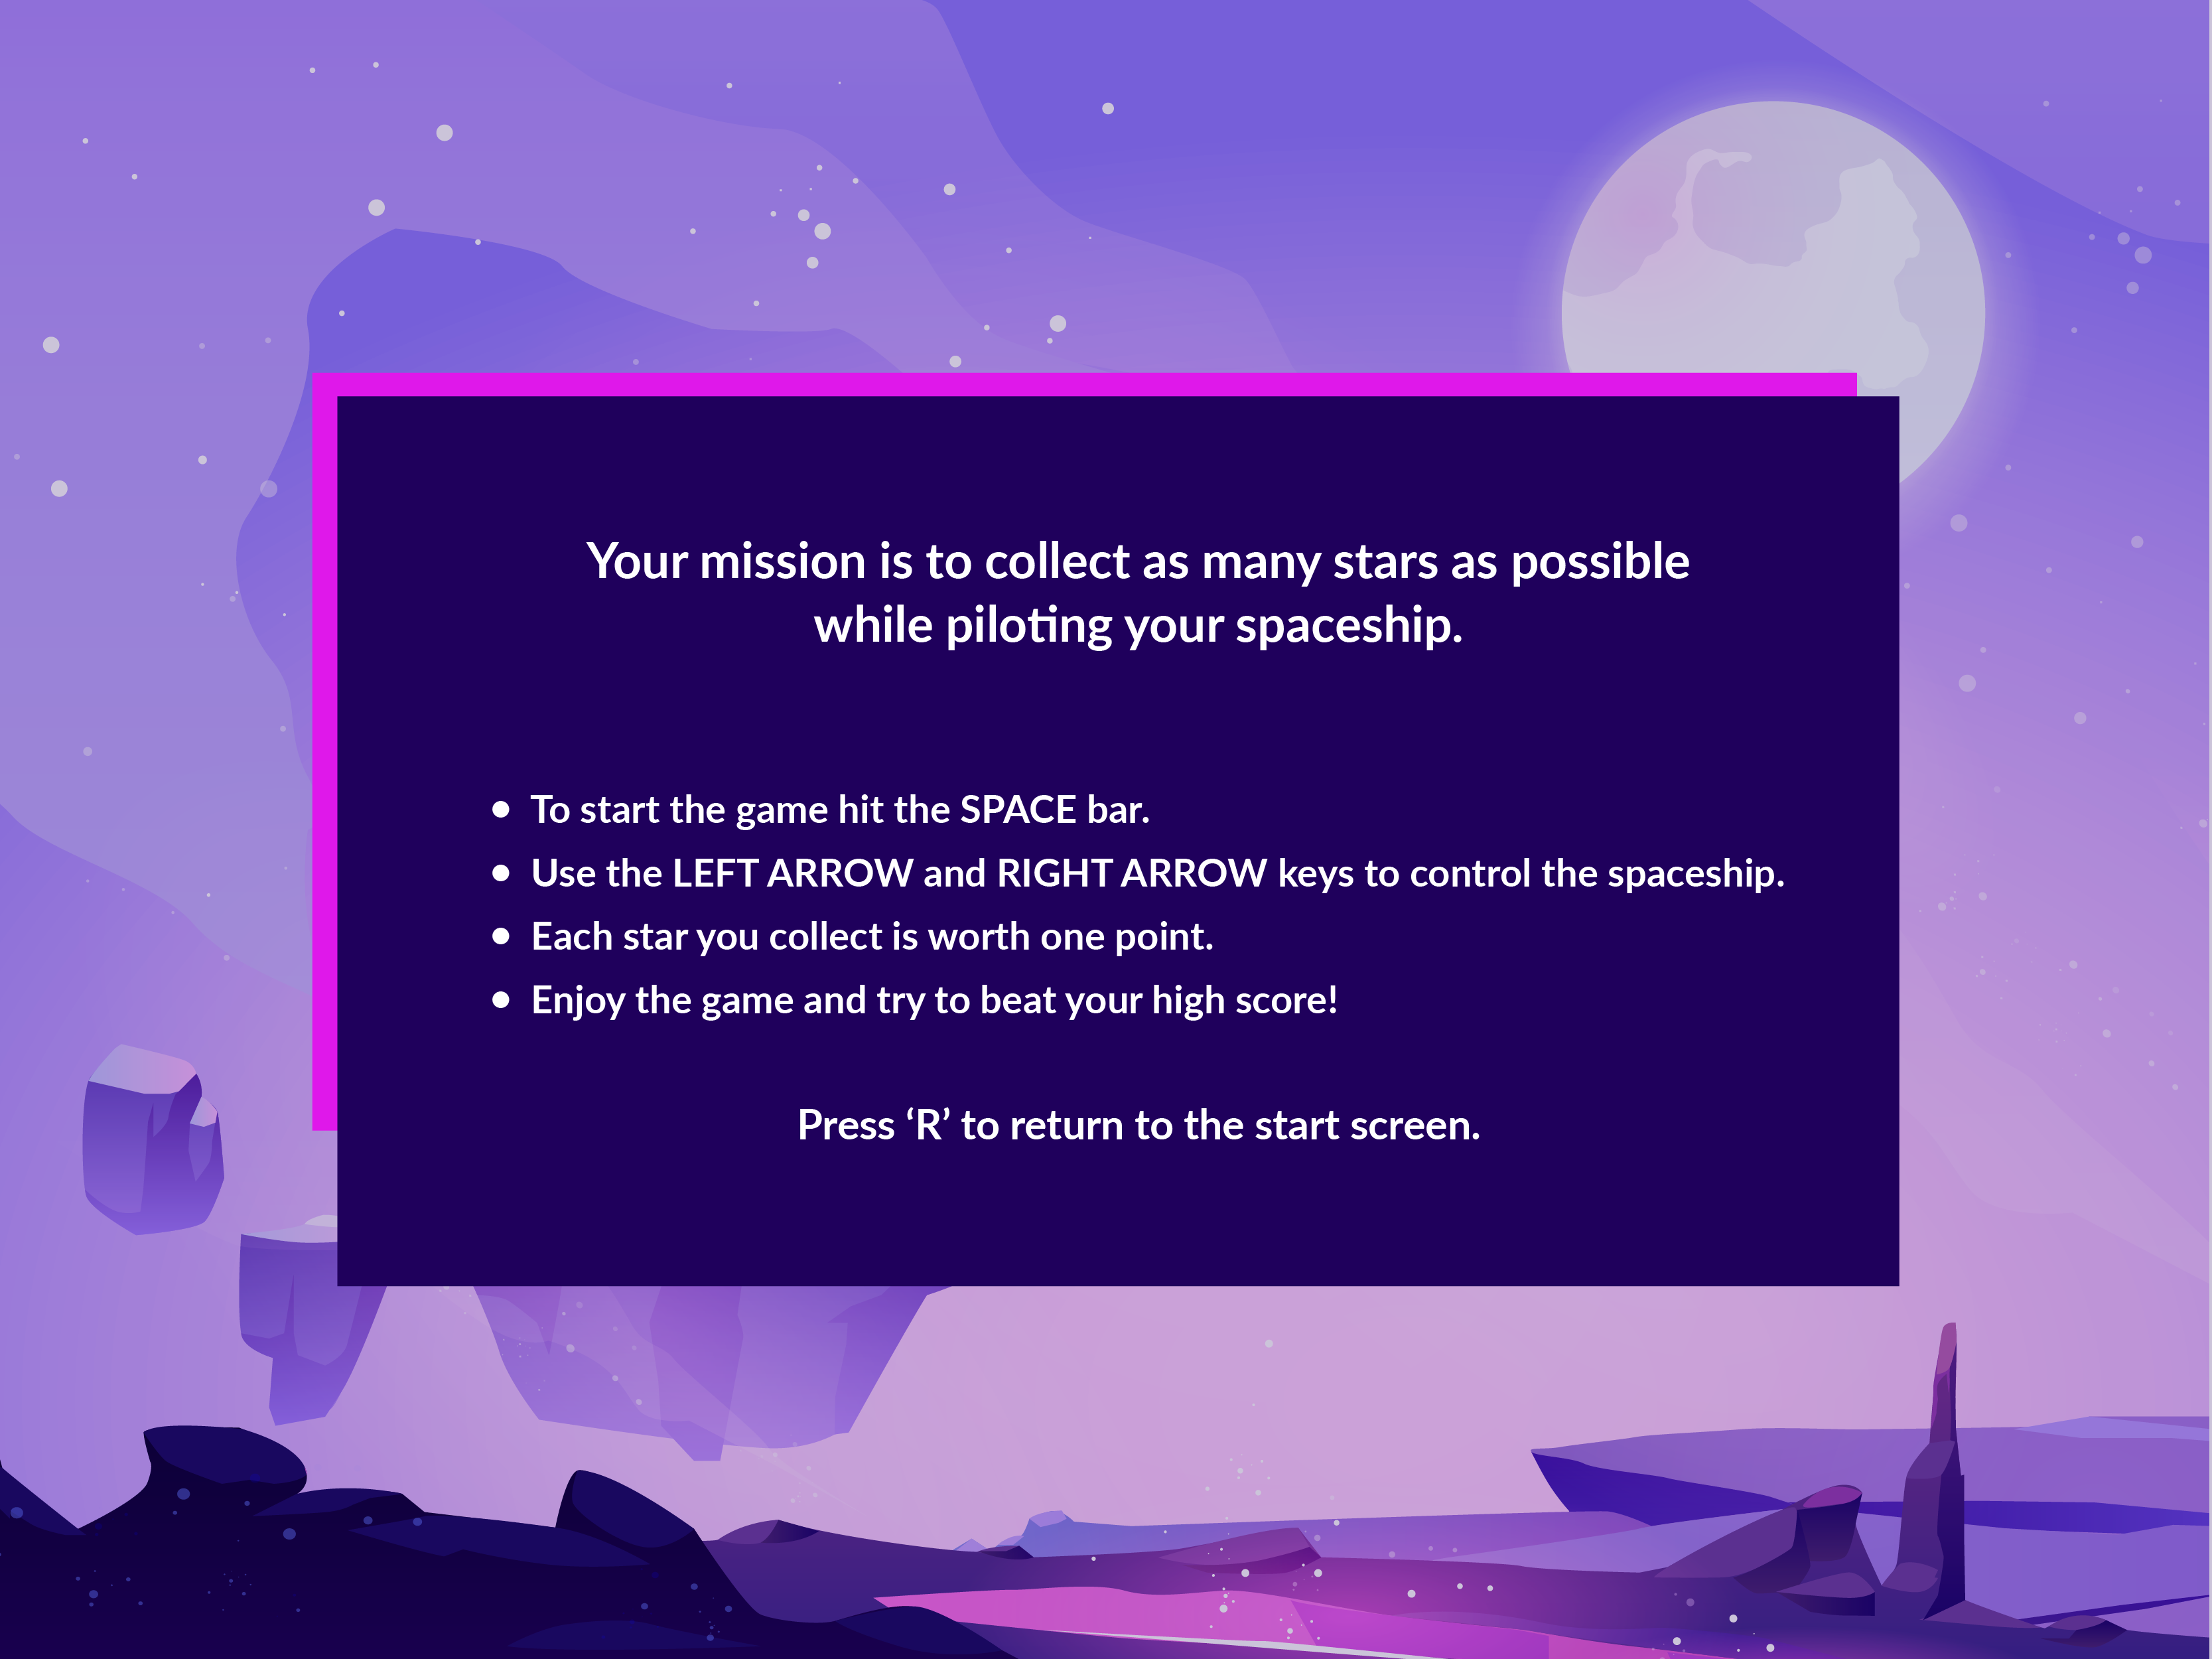 Your mission is to collect as many stars as possible
while piloting your spaceship.
● To start the game hit the SPACE bar.
● Use the LEFT ARROW and RIGHT ARROW keys to control the spaceship.
● Each star you collect is worth one point.
● Enjoy the game and try to beat your high score!
Press ‘R’ to return to the start screen.